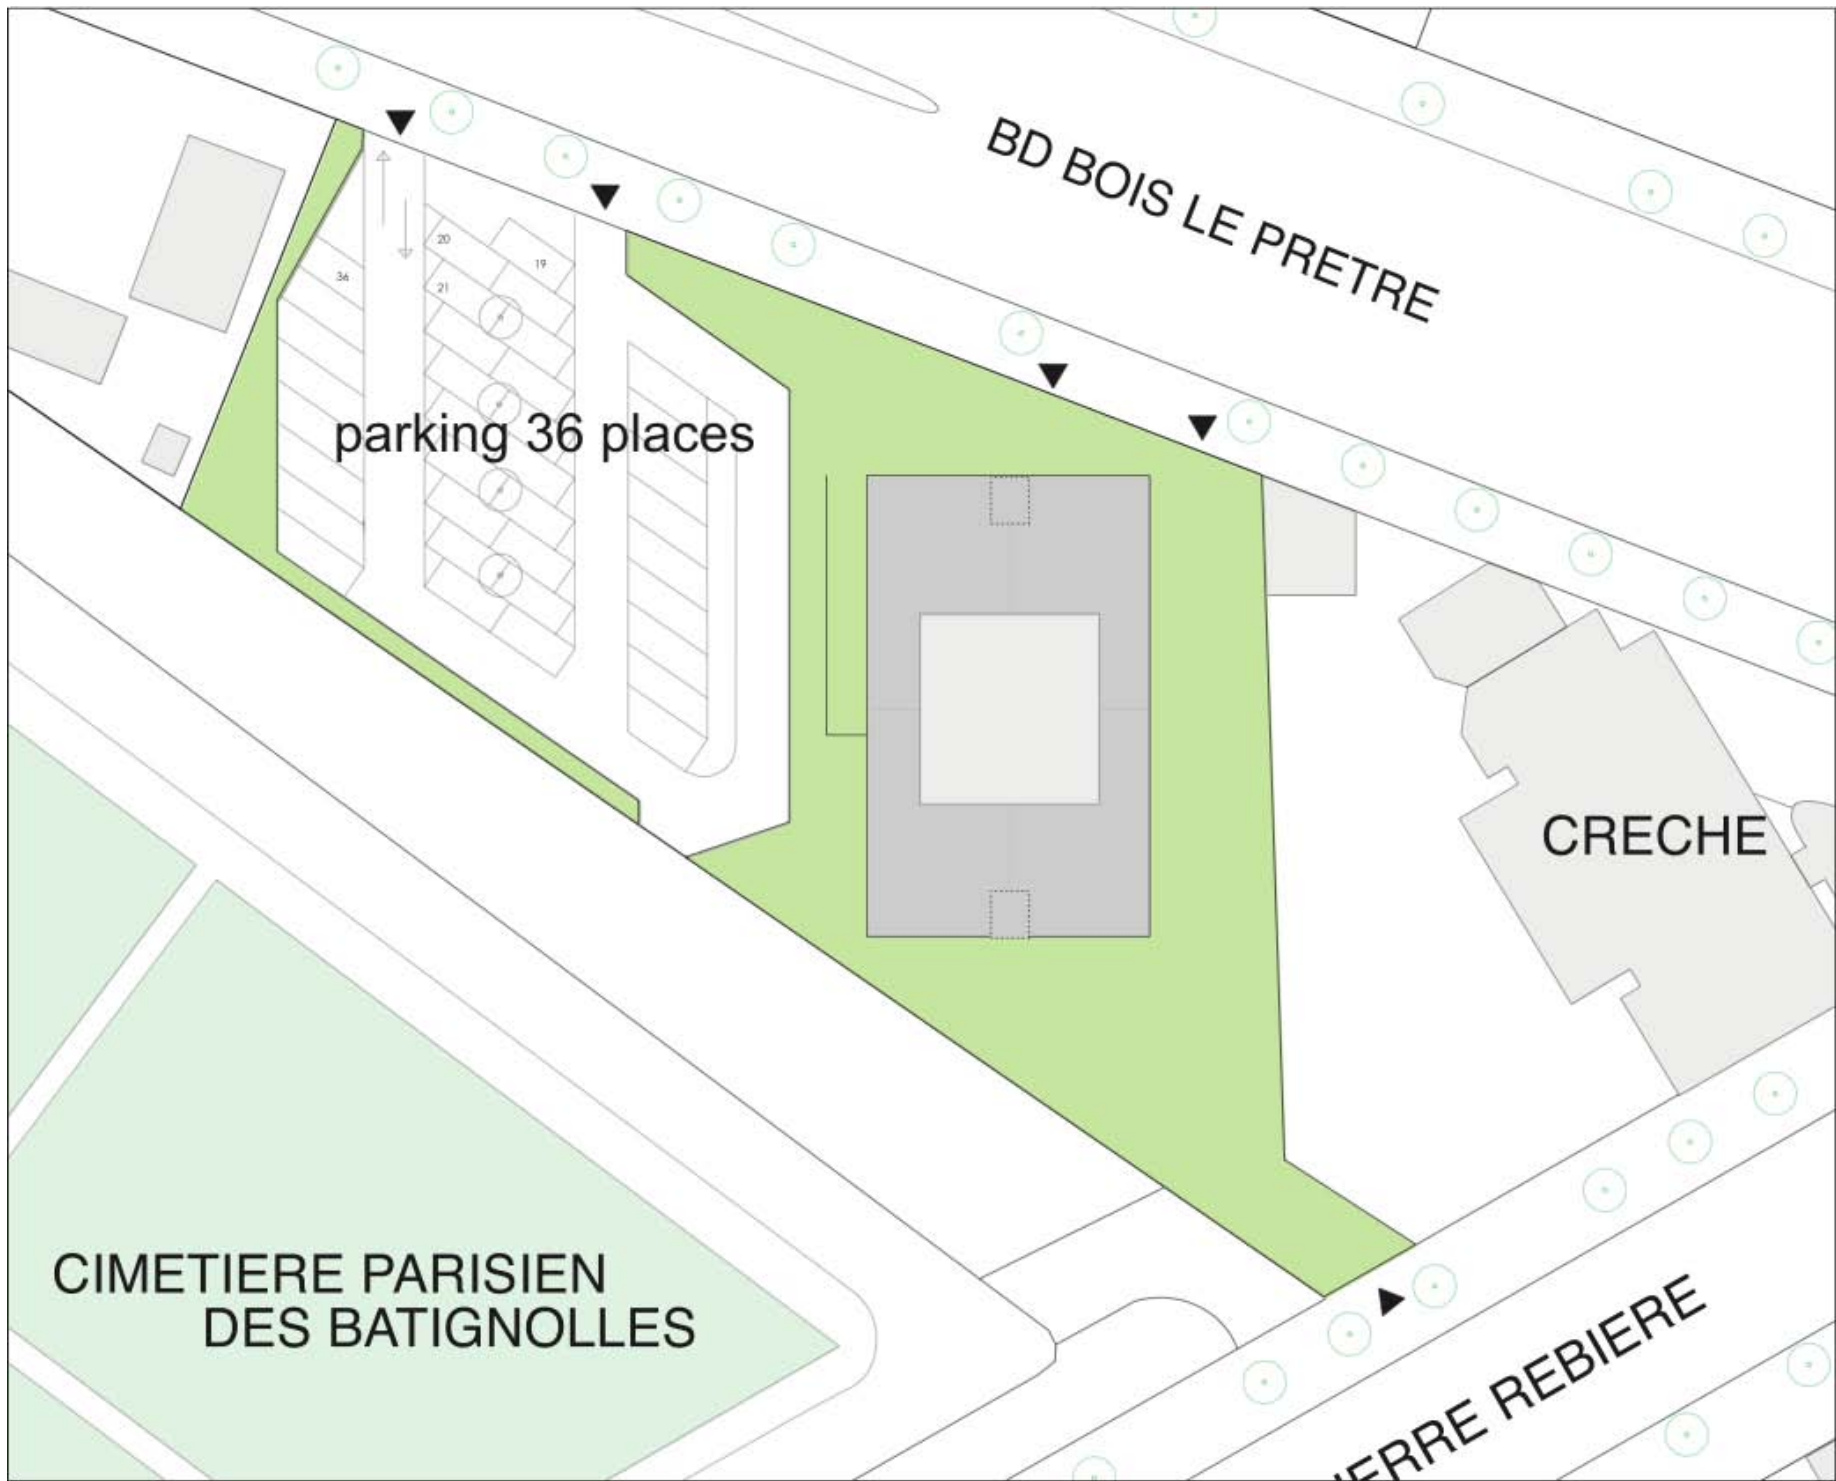 BD BOIS LE PRETRE
20
19
36
21
parking 36 places
CRECHE
CIMETIERE PARISIEN
DES BATIGNOLLES
IERRE REBIERE